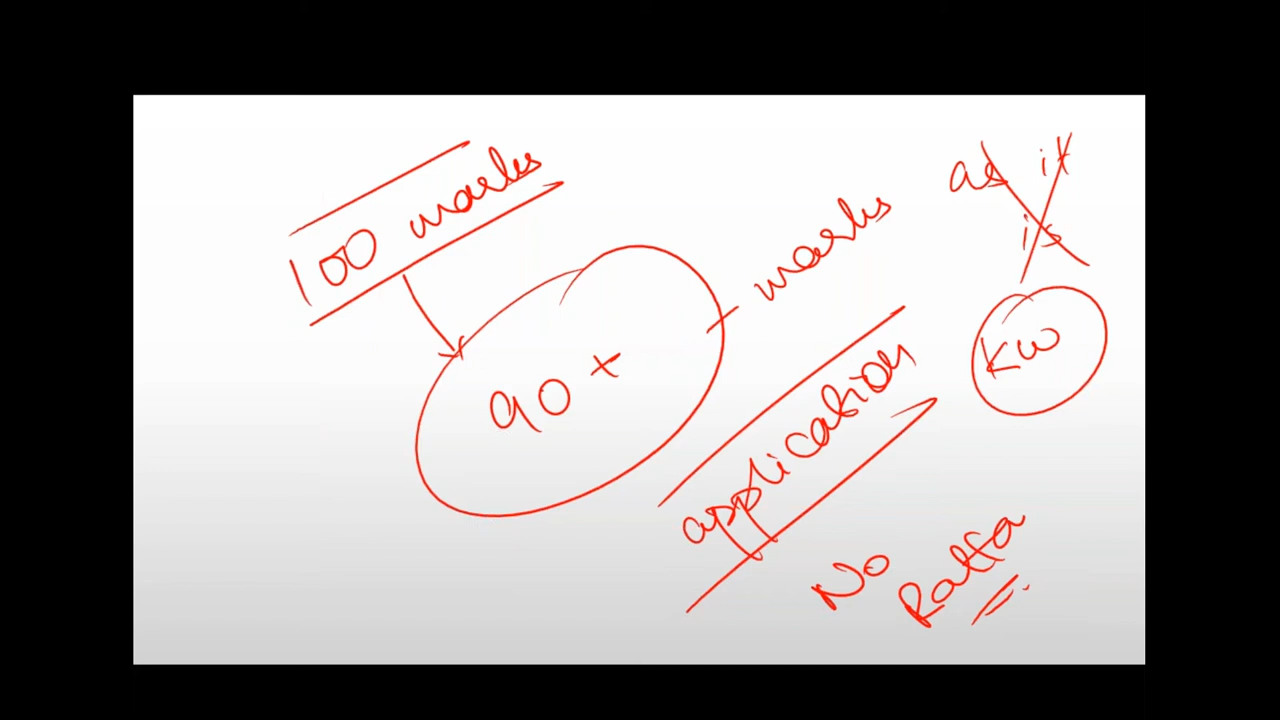 100 marks
90 +
- marks
as it
is
KW
application
No
Ratta